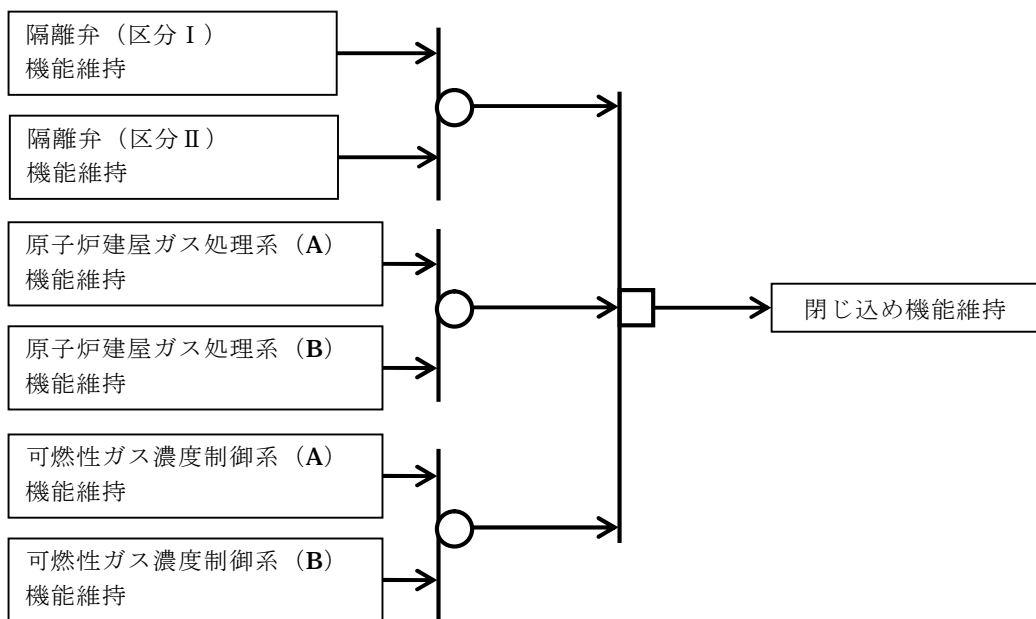 隔離弁（区分Ⅰ）
機能維持
隔離弁（区分Ⅱ）
機能維持
原子炉建屋ガス処理系（A）
機能維持
原子炉建屋ガス処理系（B）
機能維持
可燃性ガス濃度制御系（A）
機能維持
可燃性ガス濃度制御系（B）
機能維持
閉じ込め機能維持